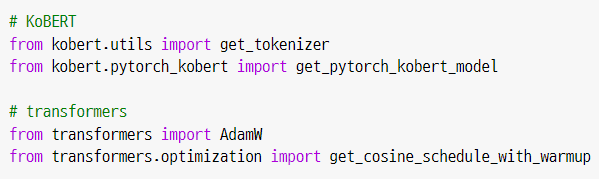 # KoBERT
from kobert.utils import get_tokenizer
from kobert.pytorch_kobert import get_pytorch_kobert_model

# transformers
from transformers import AdamW
from transformers.optimization import get_cosine_schedule_with_warmup